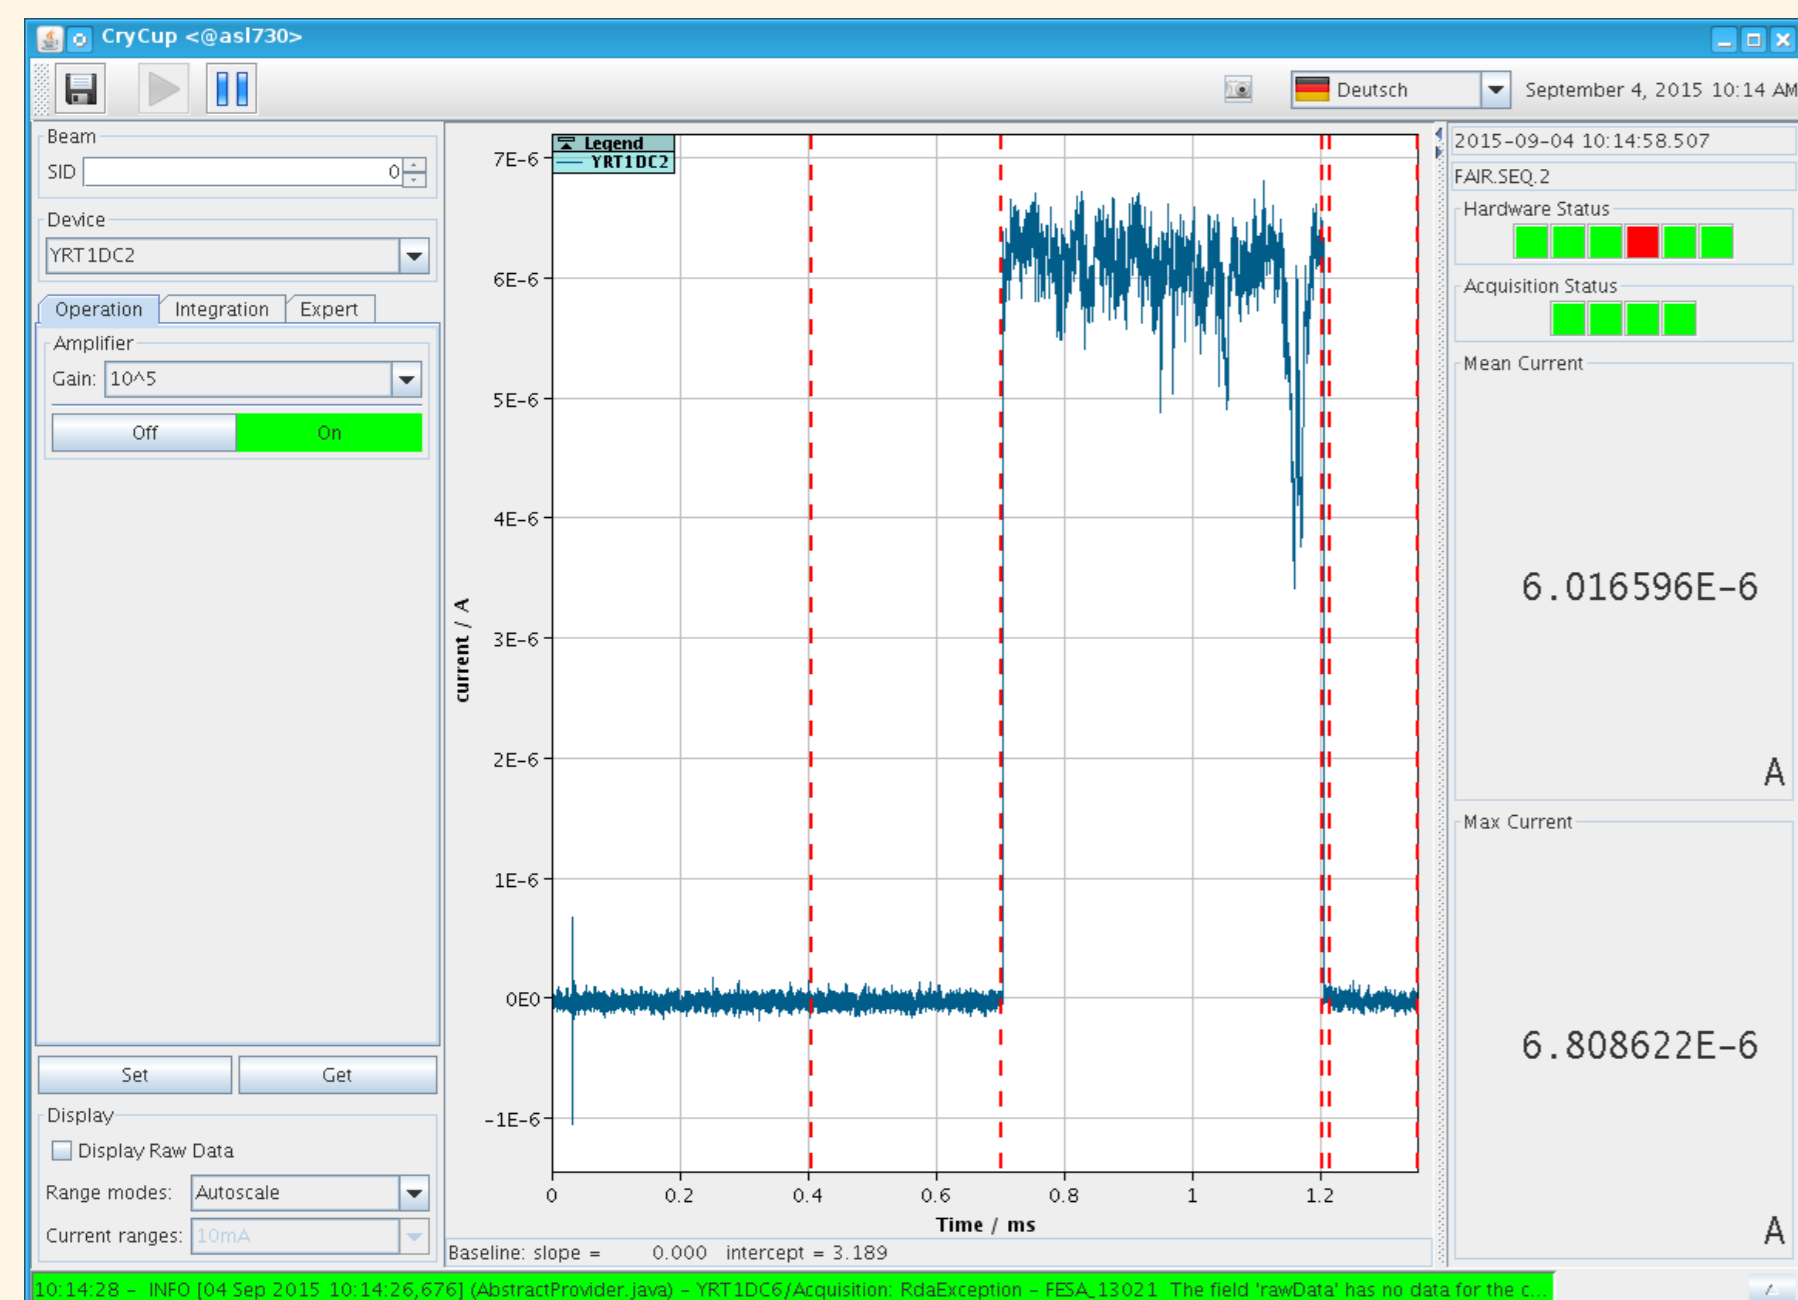 CryCup <@asl730>
Deutsch
September 4, 2015 10:14 AM
Beam
SID 0
Device
YRT1DC2
Operation Integration Expert
Amplifier
Gain: 10^5
Off On
Set Get
Display
Display Raw Data
Range modes: Autoscale
Current ranges: 10mA
Legend
YRT1DC2
7E-6
6E-6
5E-6
4E-6
3E-6
2E-6
1E-6
0E0
-1E-6
current / A
0 0.2 0.4 0.6 0.8 1 1.2
Time / ms
Baseline: slope = 0.000 intercept = 3.189
2015-09-04 10:14:58.507
FAIR.SEQ.2
Hardware Status
Acquisition Status
Mean Current
6.016596E-6
A
Max Current
6.808622E-6
A
10:14:28 - INFO [04 Sep 2015 10:14:26,676] (AbstractProvider.java) - YRT1DC6/Acquisition: RdaException - FESA_13021 The field 'rawData' has no data for the c...